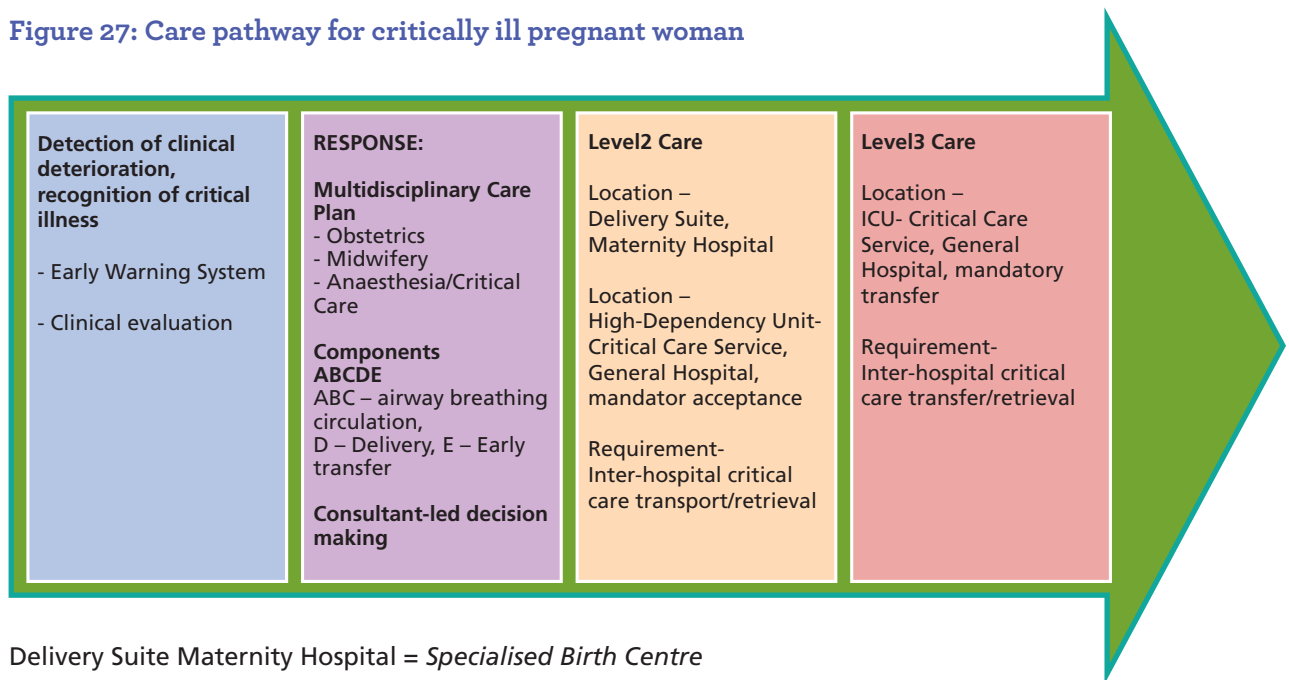 Figure 27: Care pathway for critically ill pregnant woman
Detection of clinical
deterioration,
recognition of critical
illness
- Early Warning System
- Clinical evaluation
RESPONSE:
Multidisciplinary Care
Plan
- Obstetrics
- Midwifery
- Anaesthesia/Critical
Care
Components
ABCDE
ABC – airway breathing
circulation,
D – Delivery, E – Early
transfer
Consultant-led decision
making
Level2 Care
Location –
Delivery Suite,
Maternity Hospital
Location –
High-Dependency Unit-
Critical Care Service,
General Hospital,
mandator acceptance
Requirement-
Inter-hospital critical
care transport/retrieval
Level3 Care
Location –
ICU- Critical Care
Service, General
Hospital, mandatory
transfer
Requirement-
Inter-hospital critical
care transfer/retrieval
Delivery Suite Maternity Hospital = Specialised Birth Centre